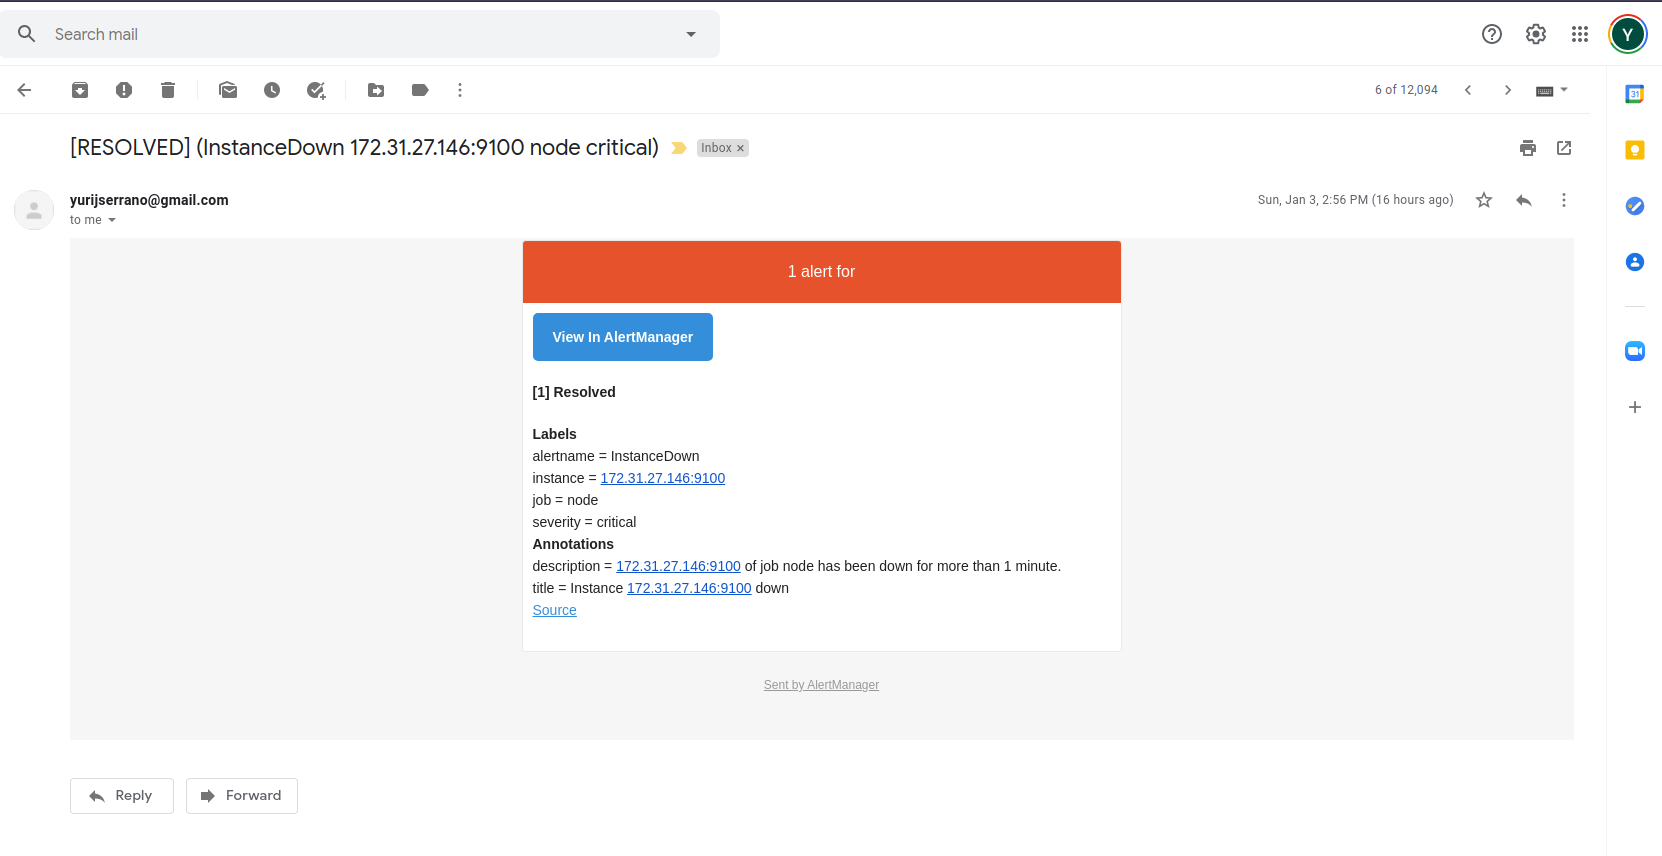 Search mail
Y
6 of 12,094
31
[RESOLVED] (InstanceDown 172.31.27.146:9100 node critical)
Inbox ×
yurijserrano@gmail.com
Sun, Jan 3, 2:56 PM (16 hours ago)
to me
1 alert for
View In AlertManager
[1] Resolved
Labels
alertname = InstanceDown
instance = 172.31.27.146:9100
job = node
severity = critical
Annotations
description = 172.31.27.146:9100 of job node has been down for more than 1 minute.
title = Instance 172.31.27.146:9100 down
Source
Sent by AlertManager
Reply
Forward